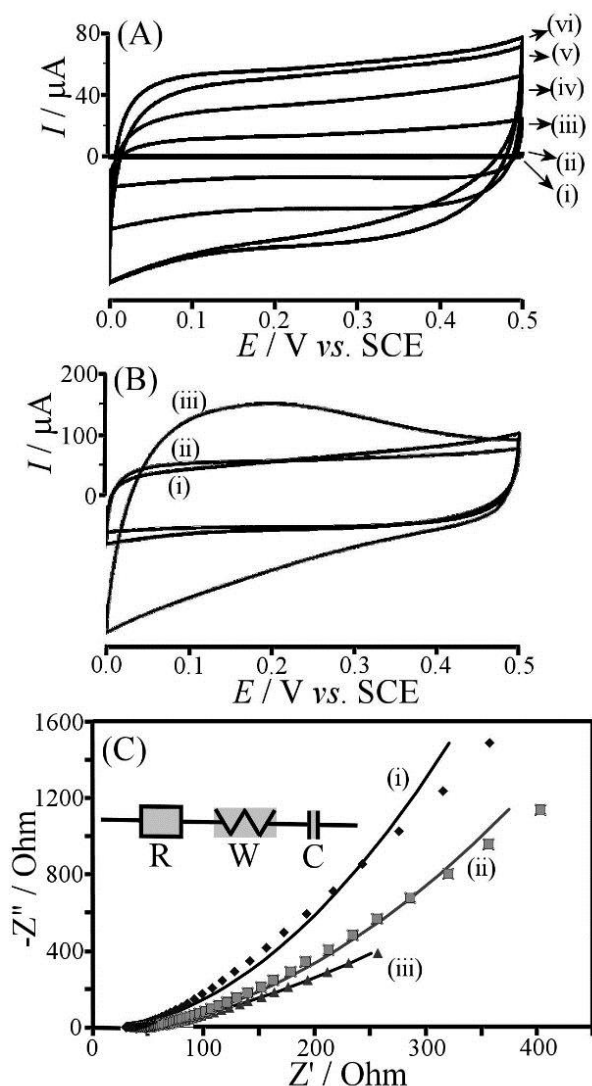 (A)
I / µA
80
40
0
(vi)
(v)
(iv)
(iii)
(ii)
(i)
0.0 0.1 0.2 0.3 0.4 0.5
E / V vs. SCE
(B)
I / µA
200
100
0
(iii)
(ii)
(i)
0.0 0.1 0.2 0.3 0.4 0.5
E / V vs. SCE
(C)
-Z" / Ohm
1600
1200
800
400
0
R W C
(i)
(ii)
(iii)
0 100 200 300 400
Z' / Ohm